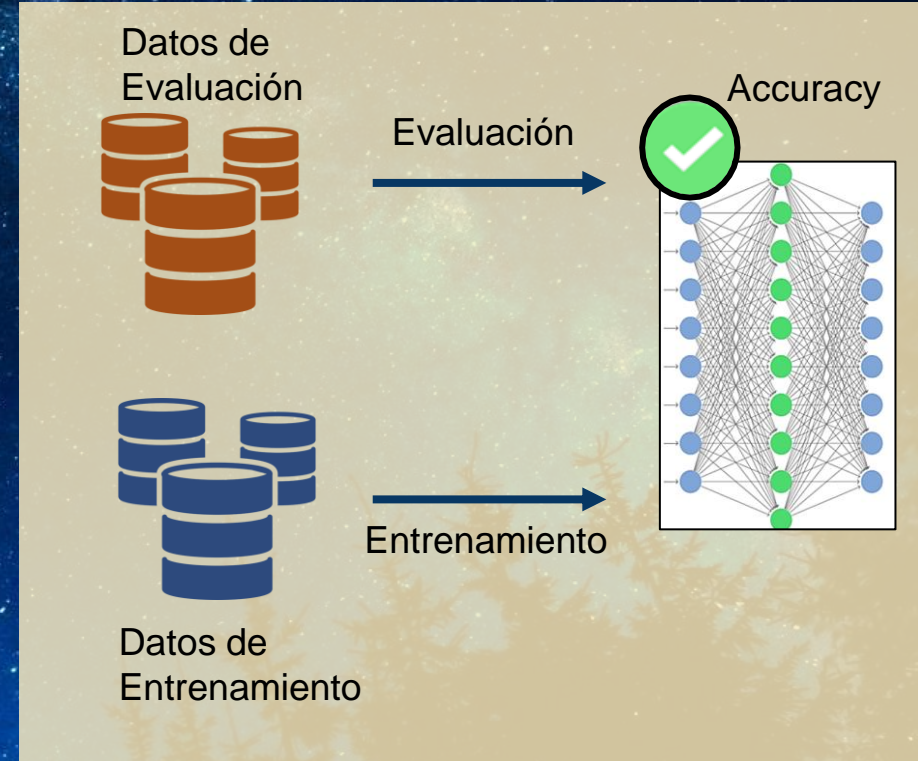 Datos de
Evaluación
Evaluación
Accuracy
Entrenamiento
Datos de
Entrenamiento